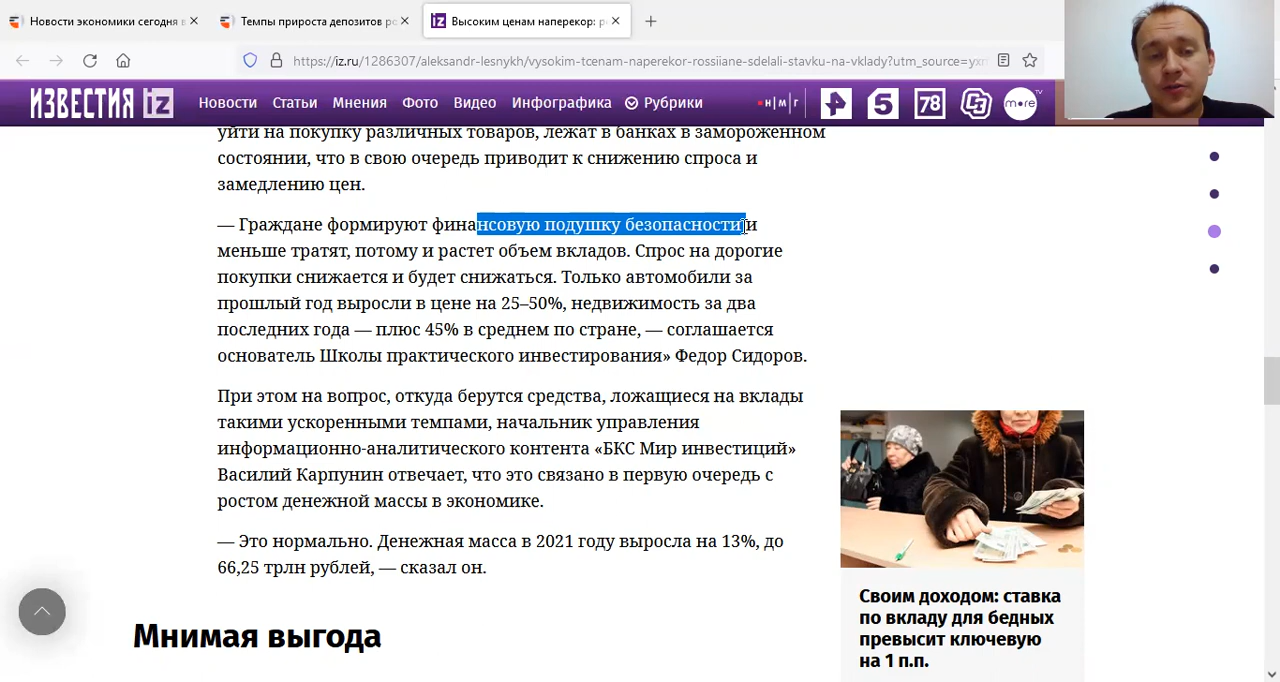 Новости экономики сегодня в
Темпы прироста депозитов ро
Высоким ценам наперекор: р
https://iz.ru/1286307/aleksandr-lesnykh/vysokim-tcenam-naperekor-rossiiane-sdelali-stavku-na-vklady?utm_source=yxn
ИЗВЕСТИЯ iz
Новости Статьи Мнения Фото Видео Инфографика Рубрики
н|м|г 5 78 more TV
уйти на покупку различных товаров, лежат в банках в замороженном
состоянии, что в свою очередь приводит к снижению спроса и
замедлению цен.
— Граждане формируют финансовую подушку безопасности и
меньше тратят, потому и растет объем вкладов. Спрос на дорогие
покупки снижается и будет снижаться. Только автомобили за
прошлый год выросли в цене на 25–50%, недвижимость за два
последних года — плюс 45% в среднем по стране, — соглашается
основатель Школы практического инвестирования» Федор Сидоров.
При этом на вопрос, откуда берутся средства, ложащиеся на вклады
такими ускоренными темпами, начальник управления
информационно-аналитического контента «БКС Мир инвестиций»
Василий Карпунин отвечает, что это связано в первую очередь с
ростом денежной массы в экономике.
— Это нормально. Денежная масса в 2021 году выросла на 13%, до
66,25 трлн рублей, — сказал он.
Мнимая выгода
Своим доходом: ставка
по вкладу для бедных
превысит ключевую
на 1 п.п.